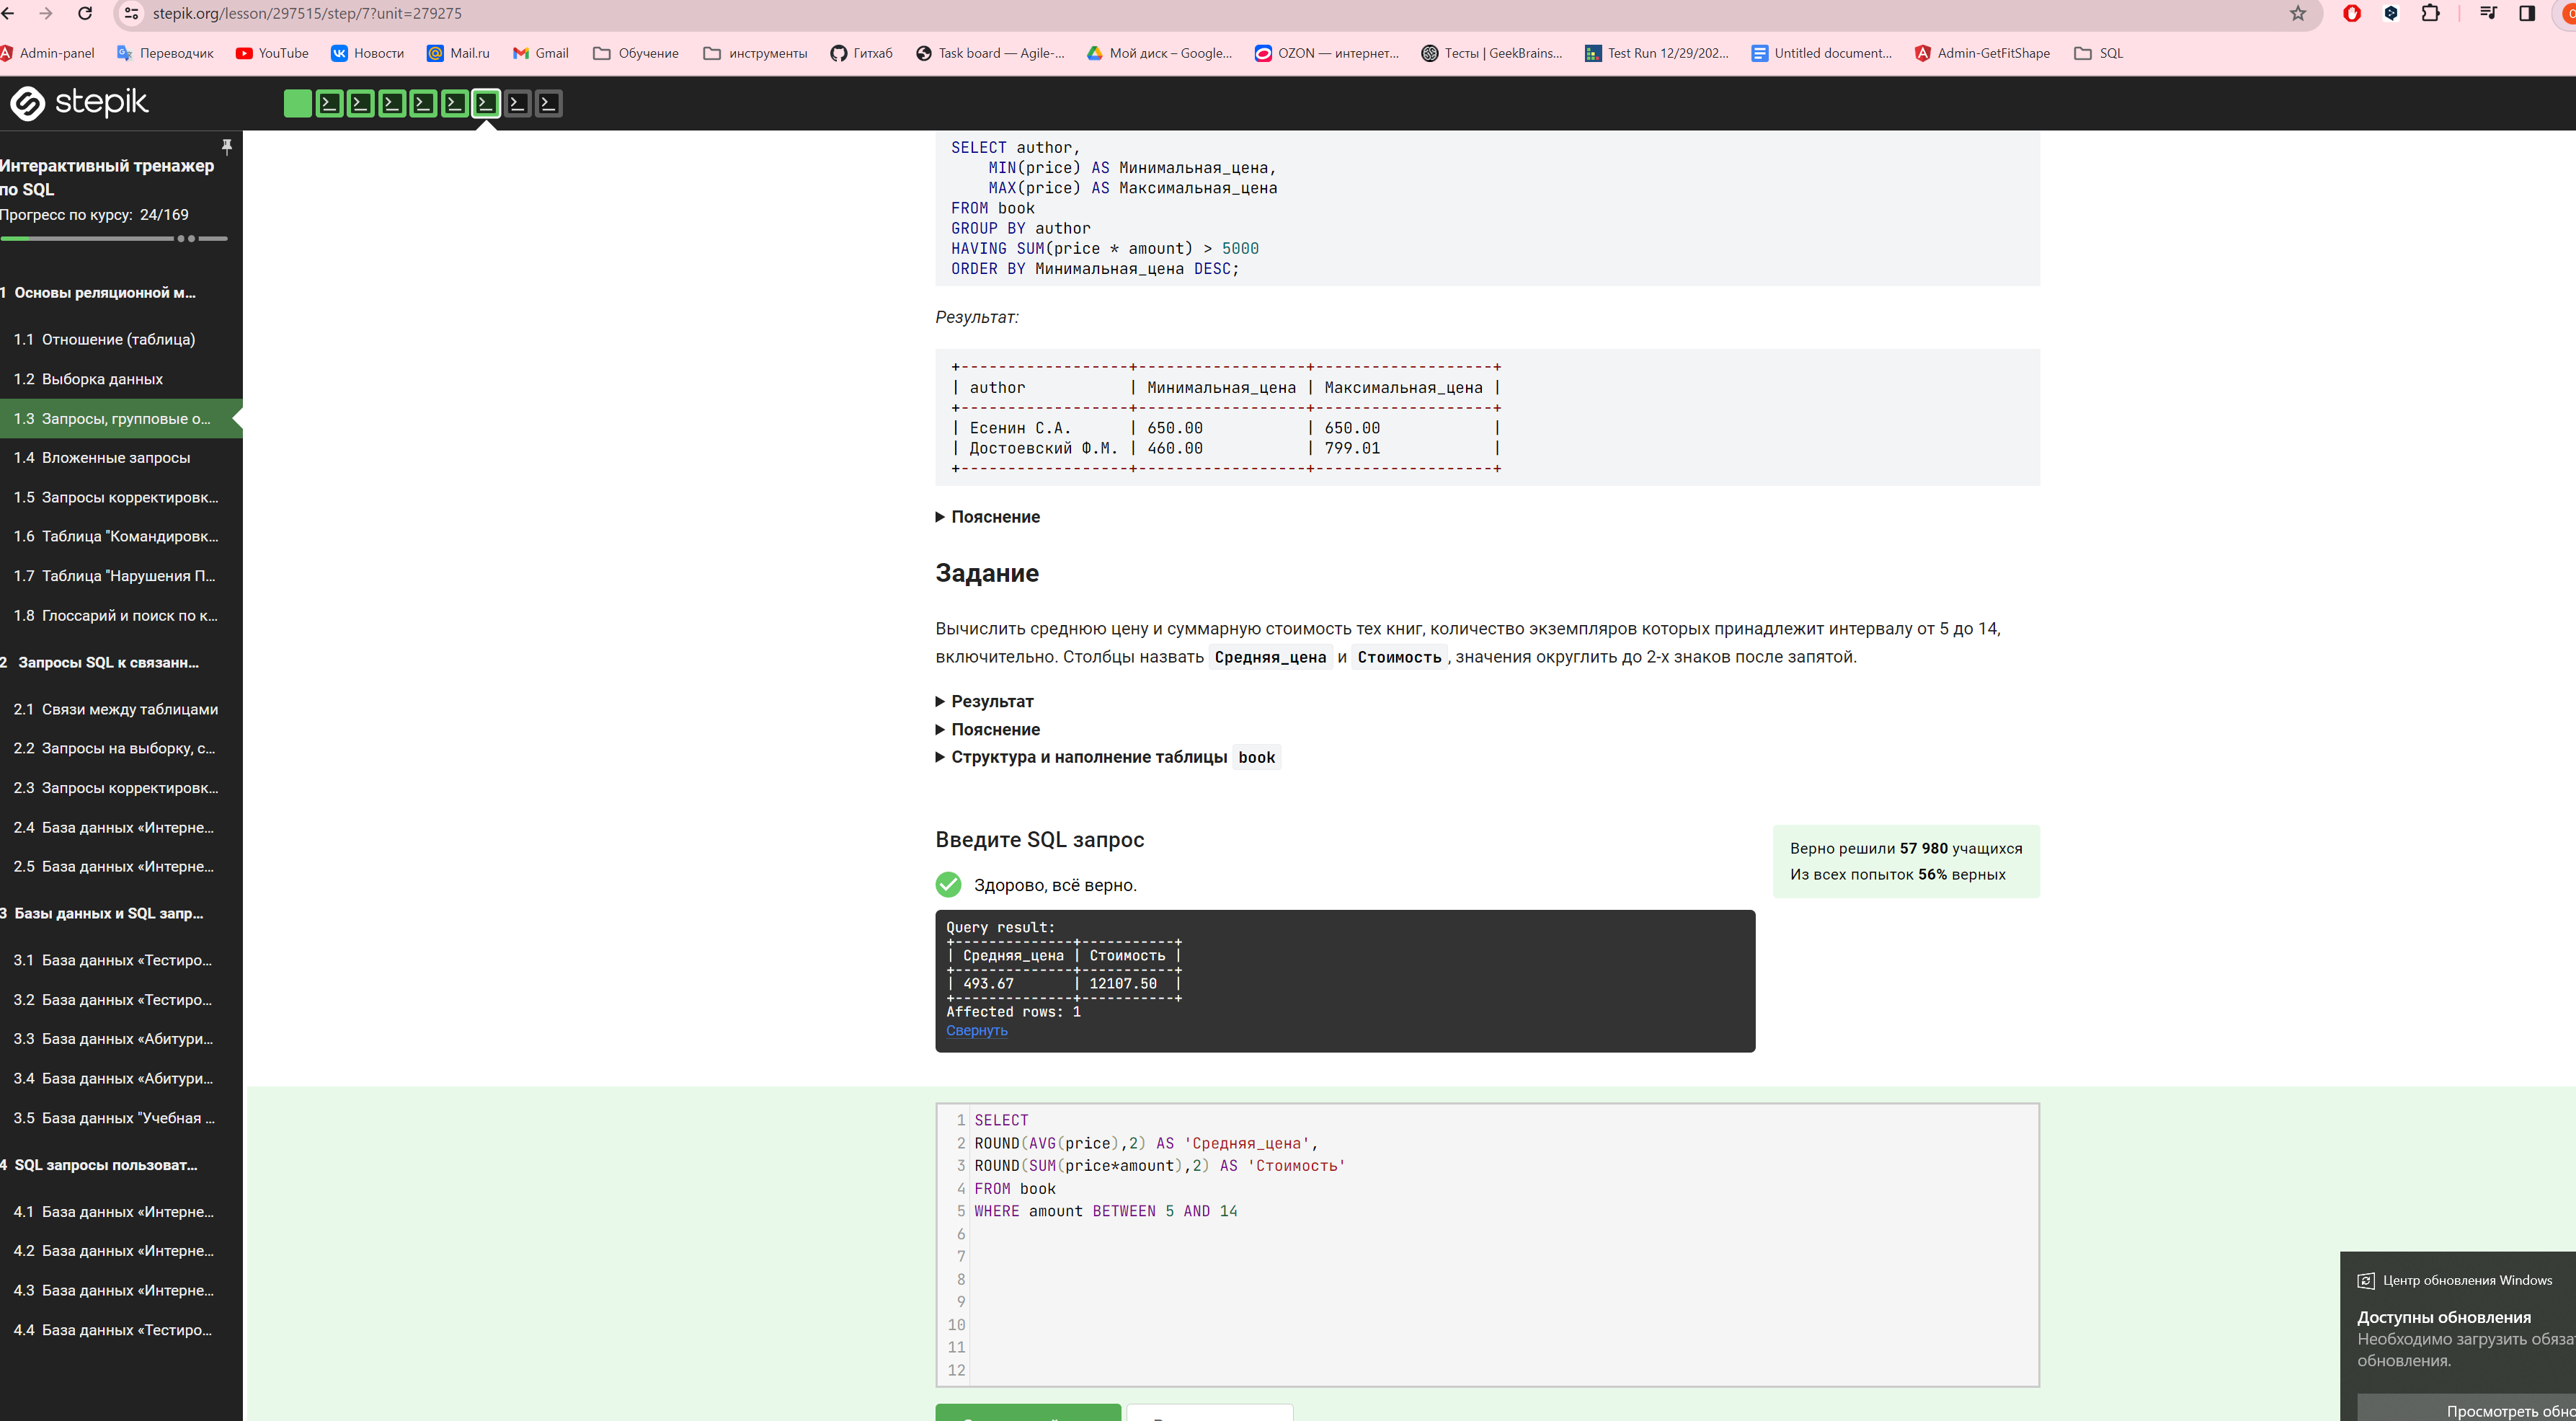 stepik.org/lesson/297515/step/7?unit=279275
Admin-panel Переводчик YouTube Новости Mail.ru Gmail Обучение инструменты Гитхаб Task board — Agile-... Мой диск – Google... OZON — интернет... Тесты | GeekBrains... Test Run 12/29/202... Untitled document... Admin-GetFitShape SQL
stepik
Интерактивный тренажер
по SQL
Прогресс по курсу: 24/169
1 Основы реляционной м...
1.1 Отношение (таблица)
1.2 Выборка данных
1.3 Запросы, групповые о...
1.4 Вложенные запросы
1.5 Запросы корректировк...
1.6 Таблица "Командировк...
1.7 Таблица "Нарушения П...
1.8 Глоссарий и поиск по к...
2 Запросы SQL к связанн...
2.1 Связи между таблицами
2.2 Запросы на выборку, с...
2.3 Запросы корректировк...
2.4 База данных «Интерне...
2.5 База данных «Интерне...
3 Базы данных и SQL запр...
3.1 База данных «Тестиро...
3.2 База данных «Тестиро...
3.3 База данных «Абитури...
3.4 База данных «Абитури...
3.5 База данных "Учебная ...
4 SQL запросы пользоват...
4.1 База данных «Интерне...
4.2 База данных «Интерне...
4.3 База данных «Интерне...
4.4 База данных «Тестиро...
SELECT author,
MIN(price) AS Минимальная_цена,
MAX(price) AS Максимальная_цена
FROM book
GROUP BY author
HAVING SUM(price * amount) > 5000
ORDER BY Минимальная_цена DESC;
Результат:
+------------------+------------------+-------------------+
| author | Минимальная_цена | Максимальная_цена |
+------------------+------------------+-------------------+
| Есенин С.А. | 650.00 | 650.00 |
| Достоевский Ф.М. | 460.00 | 799.01 |
+------------------+------------------+-------------------+
Пояснение
Задание
Вычислить среднюю цену и суммарную стоимость тех книг, количество экземпляров которых принадлежит интервалу от 5 до 14,
включительно. Столбцы назвать Средняя_цена и Стоимость, значения округлить до 2-х знаков после запятой.
Результат
Пояснение
Структура и наполнение таблицы book
Введите SQL запрос
Здорово, всё верно.
Верно решили 57 980 учащихся
Из всех попыток 56% верных
Query result:
+--------------+-----------+
| Средняя_цена | Стоимость |
+--------------+-----------+
| 493.67 | 12107.50 |
+--------------+-----------+
Affected rows: 1
Свернуть
1 SELECT
2 ROUND(AVG(price),2) AS 'Средняя_цена',
3 ROUND(SUM(price*amount),2) AS 'Стоимость'
4 FROM book
5 WHERE amount BETWEEN 5 AND 14
6
7
8
9
10
11
12
Центр обновления Windows
Доступны обновления
Необходимо загрузить обяза
обновления.
Просмотреть обно